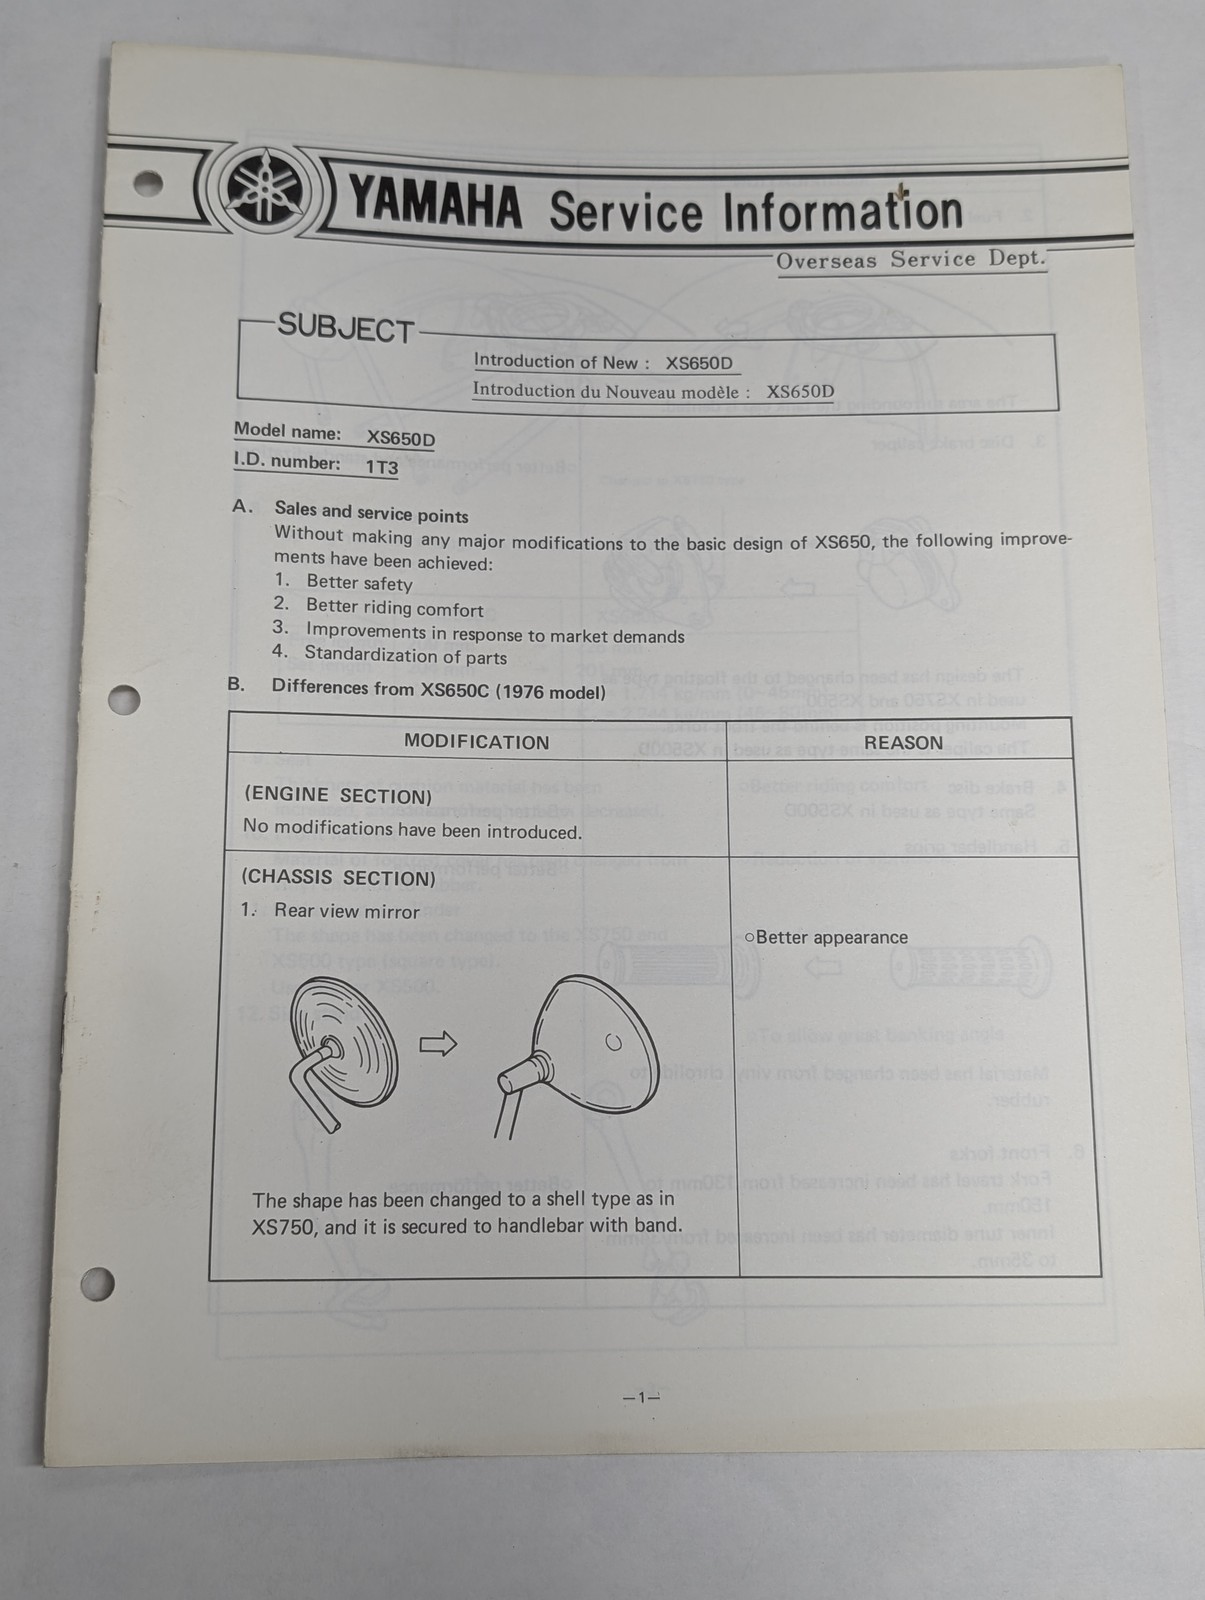 YAMAHA Service Information
Overseas Service Dept.
SUBJECT
Introduction of New : XS650D
Introduction du Nouveau modèle : XS650D
Model name: XS650D
I.D. number: 1T3
A. Sales and service points
Without making any major modifications to the basic design of XS650, the following improve-
ments have been achieved:
1. Better safety
2. Better riding comfort
3. Improvements in response to market demands
4. Standardization of parts
B. Differences from XS650C (1976 model)
MODIFICATION REASON
(ENGINE SECTION)
No modifications have been introduced.
(CHASSIS SECTION)
1. Rear view mirror
○Better appearance
The shape has been changed to a shell type as in
XS750, and it is secured to handlebar with band.
—1—